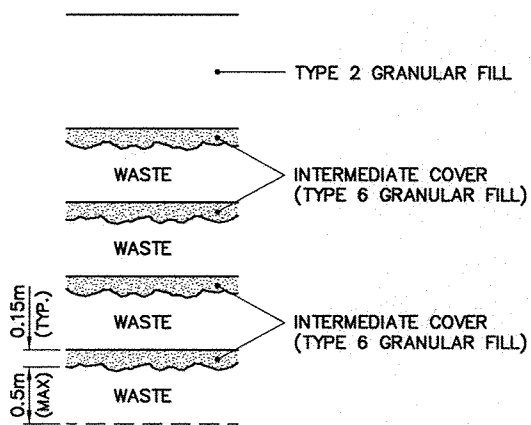 TYPE 2 GRANULAR FILL
WASTE
INTERMEDIATE COVER
(TYPE 6 GRANULAR FILL)
WASTE
0.15m
(TYP.)
WASTE
INTERMEDIATE COVER
(TYPE 6 GRANULAR FILL)
0.5m
(MAX)
WASTE